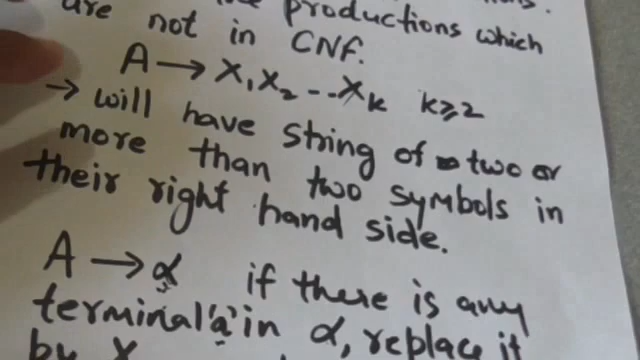 productions which
are not in CNF.
A → X₁X₂ --- Xₖ k≥2
→ will have string of two or
more than two symbols in
their right hand side.
A → α if there is any
terminal 'a' in α, replace it
by X